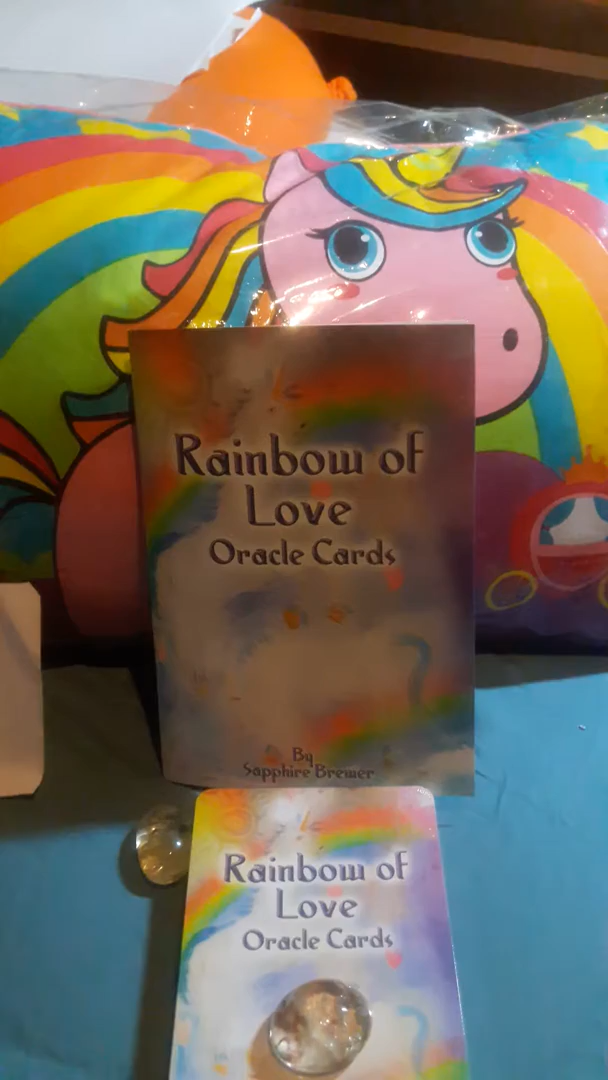 Rainbow of
Love
Oracle Cards
By
Sapphire Brewer
Rainbow of
Love
Oracle Cards